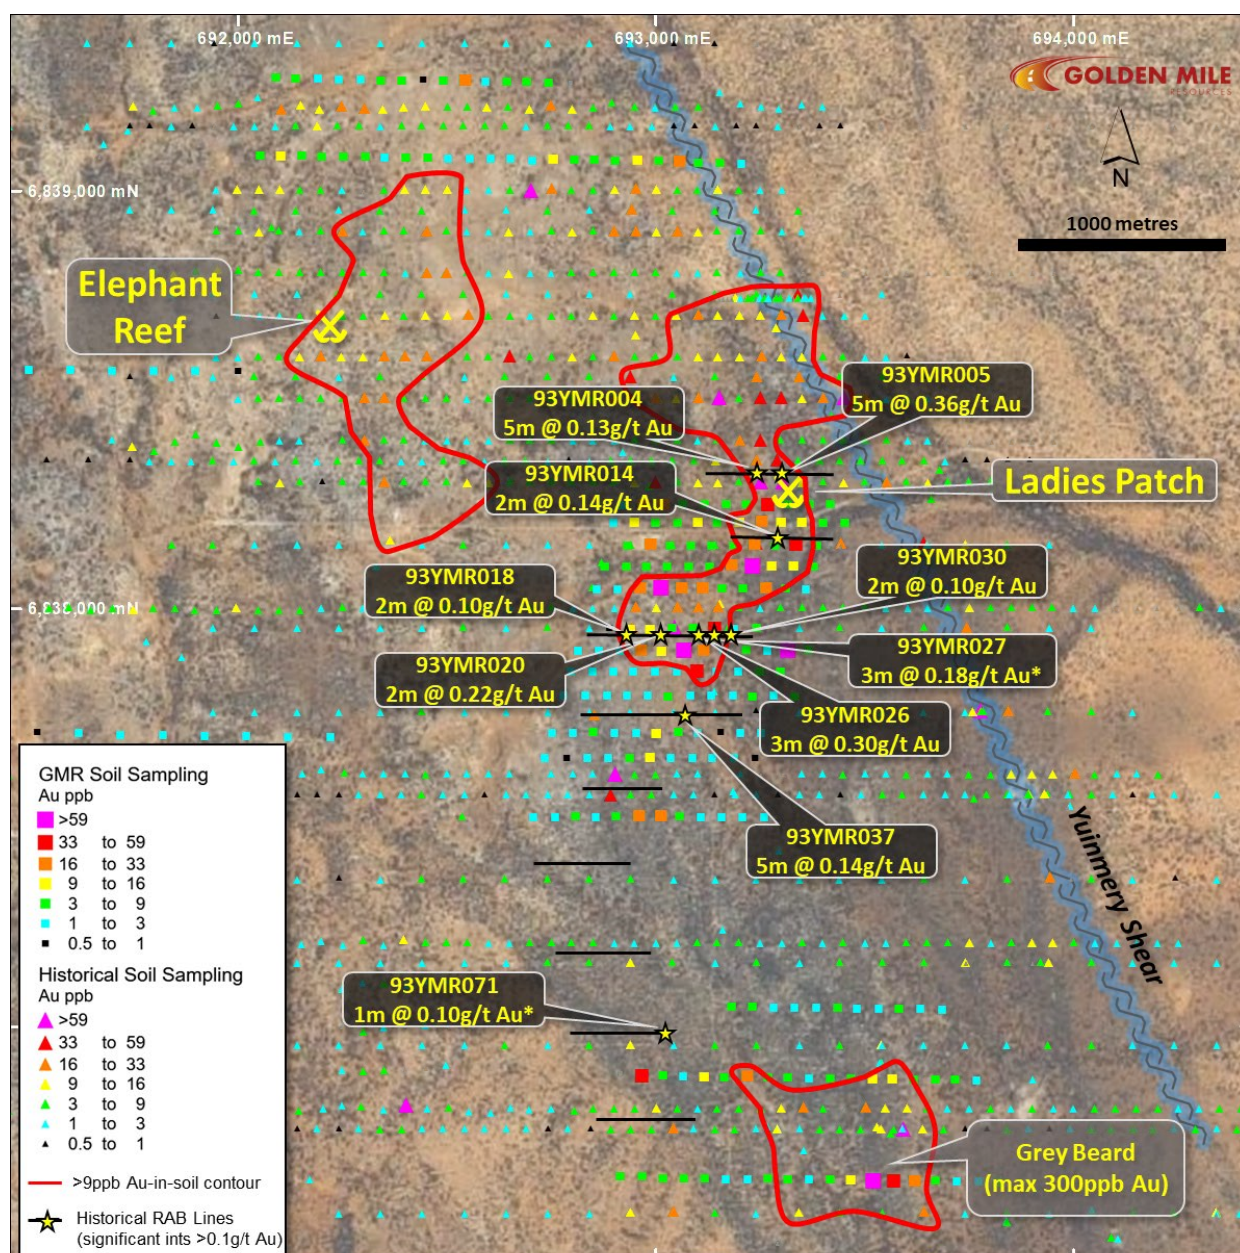 692,000 mE
693,000 mE
694,000 mE
GOLDEN MILE
RESOURCES
N
6,839,000 mN
1000 metres
Elephant
Reef
93YMR005
5m @ 0.36g/t Au
93YMR004
5m @ 0.13g/t Au
93YMR014
2m @ 0.14g/t Au
Ladies Patch
93YMR030
2m @ 0.10g/t Au
93YMR018
2m @ 0.10g/t Au
6,838,000 mN
93YMR027
3m @ 0.18g/t Au*
93YMR020
2m @ 0.22g/t Au
93YMR026
3m @ 0.30g/t Au
93YMR037
5m @ 0.14g/t Au
Yuinmery Shear
93YMR071
1m @ 0.10g/t Au*
Grey Beard
(max 300ppb Au)
GMR Soil Sampling
Au ppb
>59
33 to 59
16 to 33
9 to 16
3 to 9
1 to 3
0.5 to 1
Historical Soil Sampling
Au ppb
>59
33 to 59
16 to 33
9 to 16
3 to 9
1 to 3
0.5 to 1
>9ppb Au-in-soil contour
Historical RAB Lines
(significant ints >0.1g/t Au)